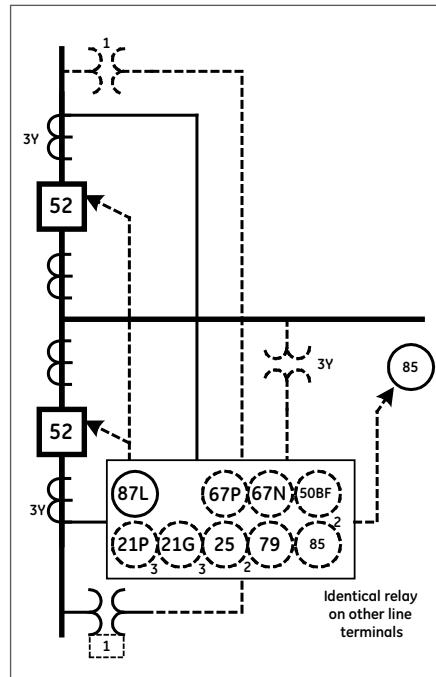 1
3Y
52
3Y
85
52
3Y
87L 67P 67N 50BF
2
21P 21G 25 79 85
3 3 2
Identical relay
on other line
terminals
1